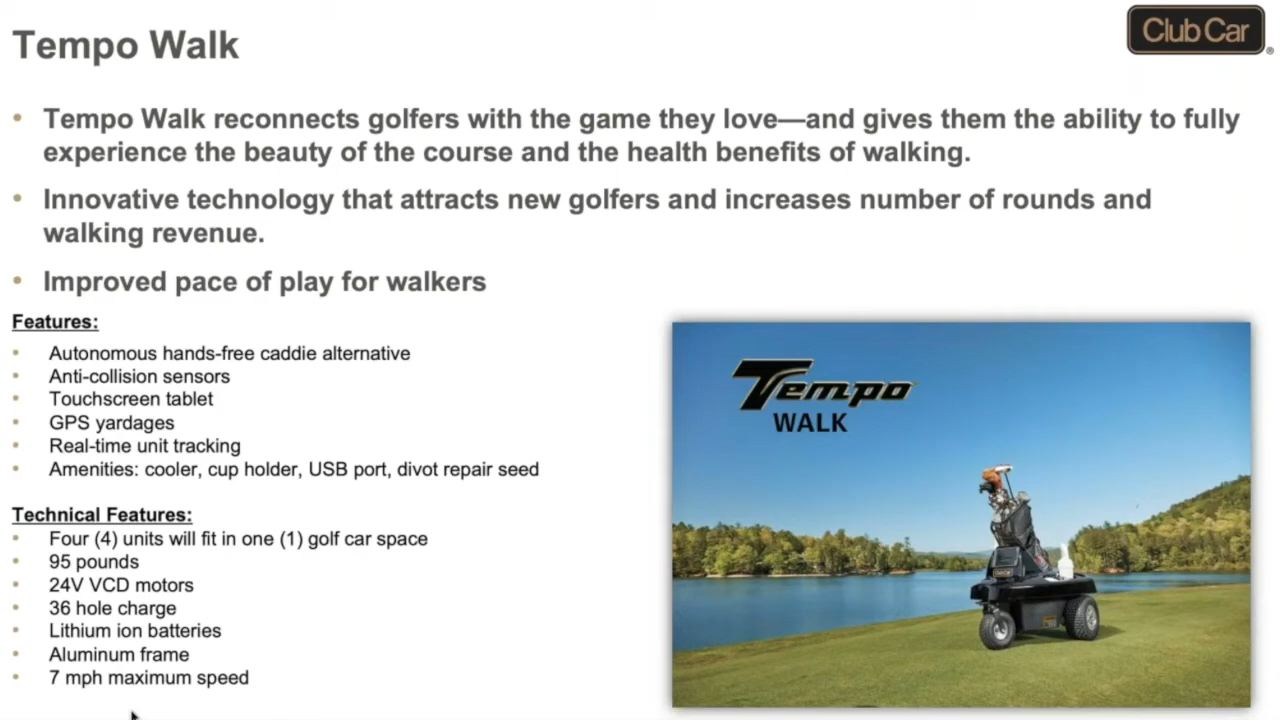 Tempo Walk
Club Car
®
• Tempo Walk reconnects golfers with the game they love—and gives them the ability to fully
experience the beauty of the course and the health benefits of walking.
• Innovative technology that attracts new golfers and increases number of rounds and
walking revenue.
• Improved pace of play for walkers
Features:
• Autonomous hands-free caddie alternative
• Anti-collision sensors
• Touchscreen tablet
• GPS yardages
• Real-time unit tracking
• Amenities: cooler, cup holder, USB port, divot repair seed
Technical Features:
• Four (4) units will fit in one (1) golf car space
• 95 pounds
• 24V VCD motors
• 36 hole charge
• Lithium ion batteries
• Aluminum frame
• 7 mph maximum speed
Tempo
WALK